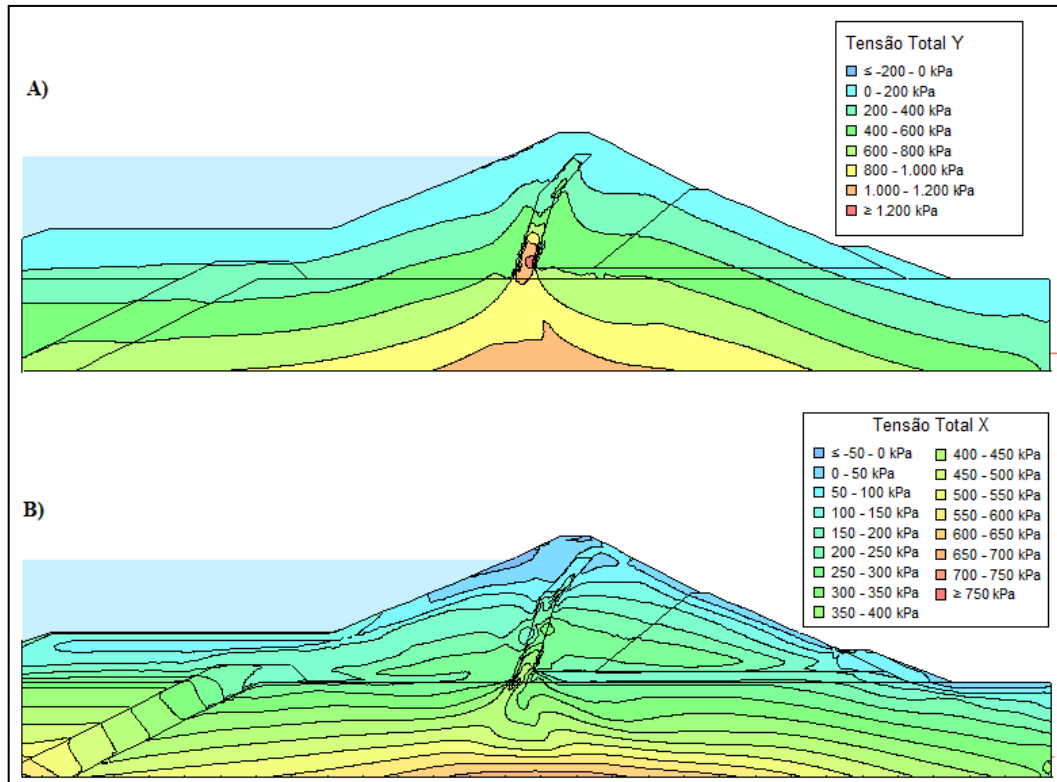 A)
Tensão Total Y
≤ -200 - 0 kPa
0 - 200 kPa
200 - 400 kPa
400 - 600 kPa
600 - 800 kPa
800 - 1.000 kPa
1.000 - 1.200 kPa
≥ 1.200 kPa
B)
Tensão Total X
≤ -50 - 0 kPa
0 - 50 kPa
50 - 100 kPa
100 - 150 kPa
150 - 200 kPa
200 - 250 kPa
250 - 300 kPa
300 - 350 kPa
350 - 400 kPa
400 - 450 kPa
450 - 500 kPa
500 - 550 kPa
550 - 600 kPa
600 - 650 kPa
650 - 700 kPa
700 - 750 kPa
≥ 750 kPa